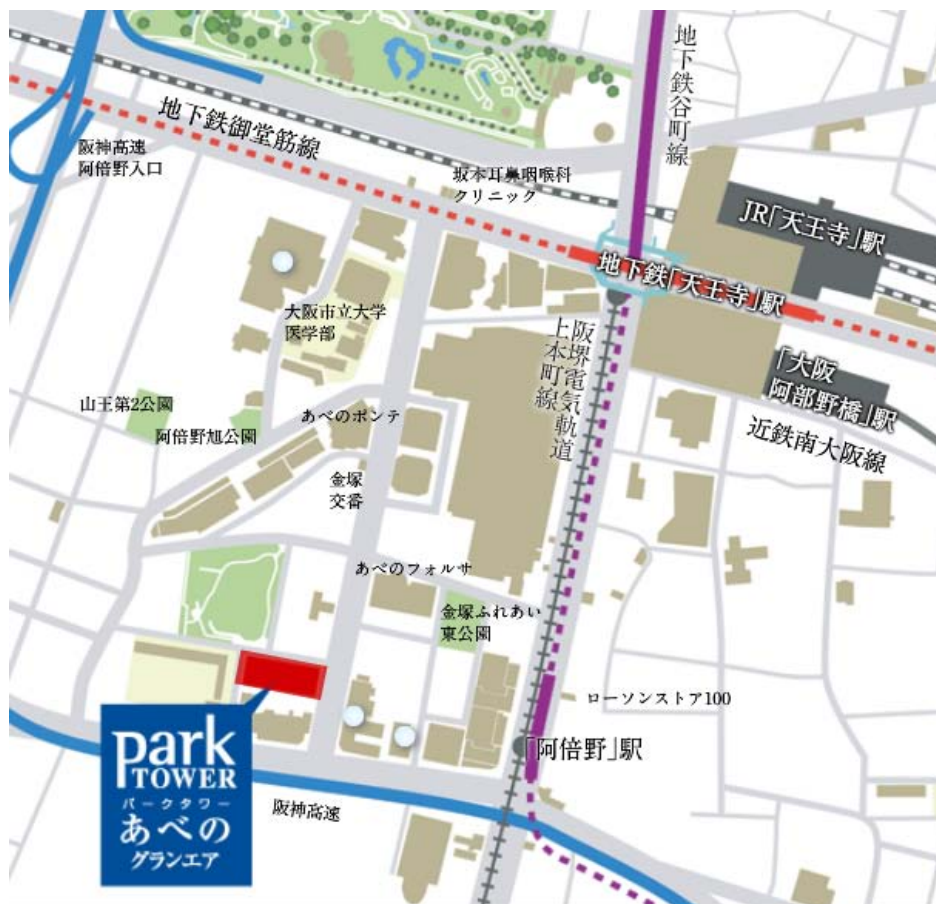 地下鉄谷町線
地下鉄御堂筋線
阪神高速
阿倍野入口
坂本耳鼻咽喉科
クリニック
JR「天王寺」駅
地下鉄「天王寺」駅
大阪市立大学
医学部
阪堺電気軌道
上本町線
「大阪
阿部野橋」駅
近鉄南大阪線
山王第2公園
阿倍野旭公園
あべのポンテ
金塚
交番
あべのフォルサ
金塚ふれあい
東公園
ローソンストア100
「阿倍野」駅
阪神高速
park
TOWER
パークタワー
あべの
グランエア